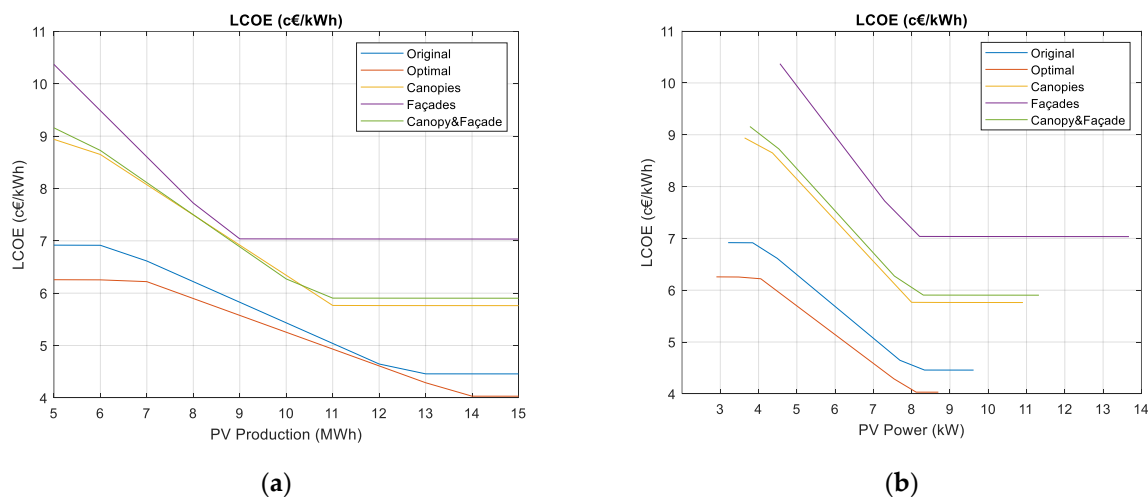 LCOE (c€/kWh)
11
10
9
8
7
6
5
4
LCOE (c€/kWh)
Original
Optimal
Canopies
Façades
Canopy&Façade
5 6 7 8 9 10 11 12 13 14 15
PV Production (MWh)
(a)
LCOE (c€/kWh)
11
10
9
8
7
6
5
4
LCOE (c€/kWh)
Original
Optimal
Canopies
Façades
Canopy&Façade
3 4 5 6 7 8 9 10 11 12 13 14
PV Power (kW)
(b)